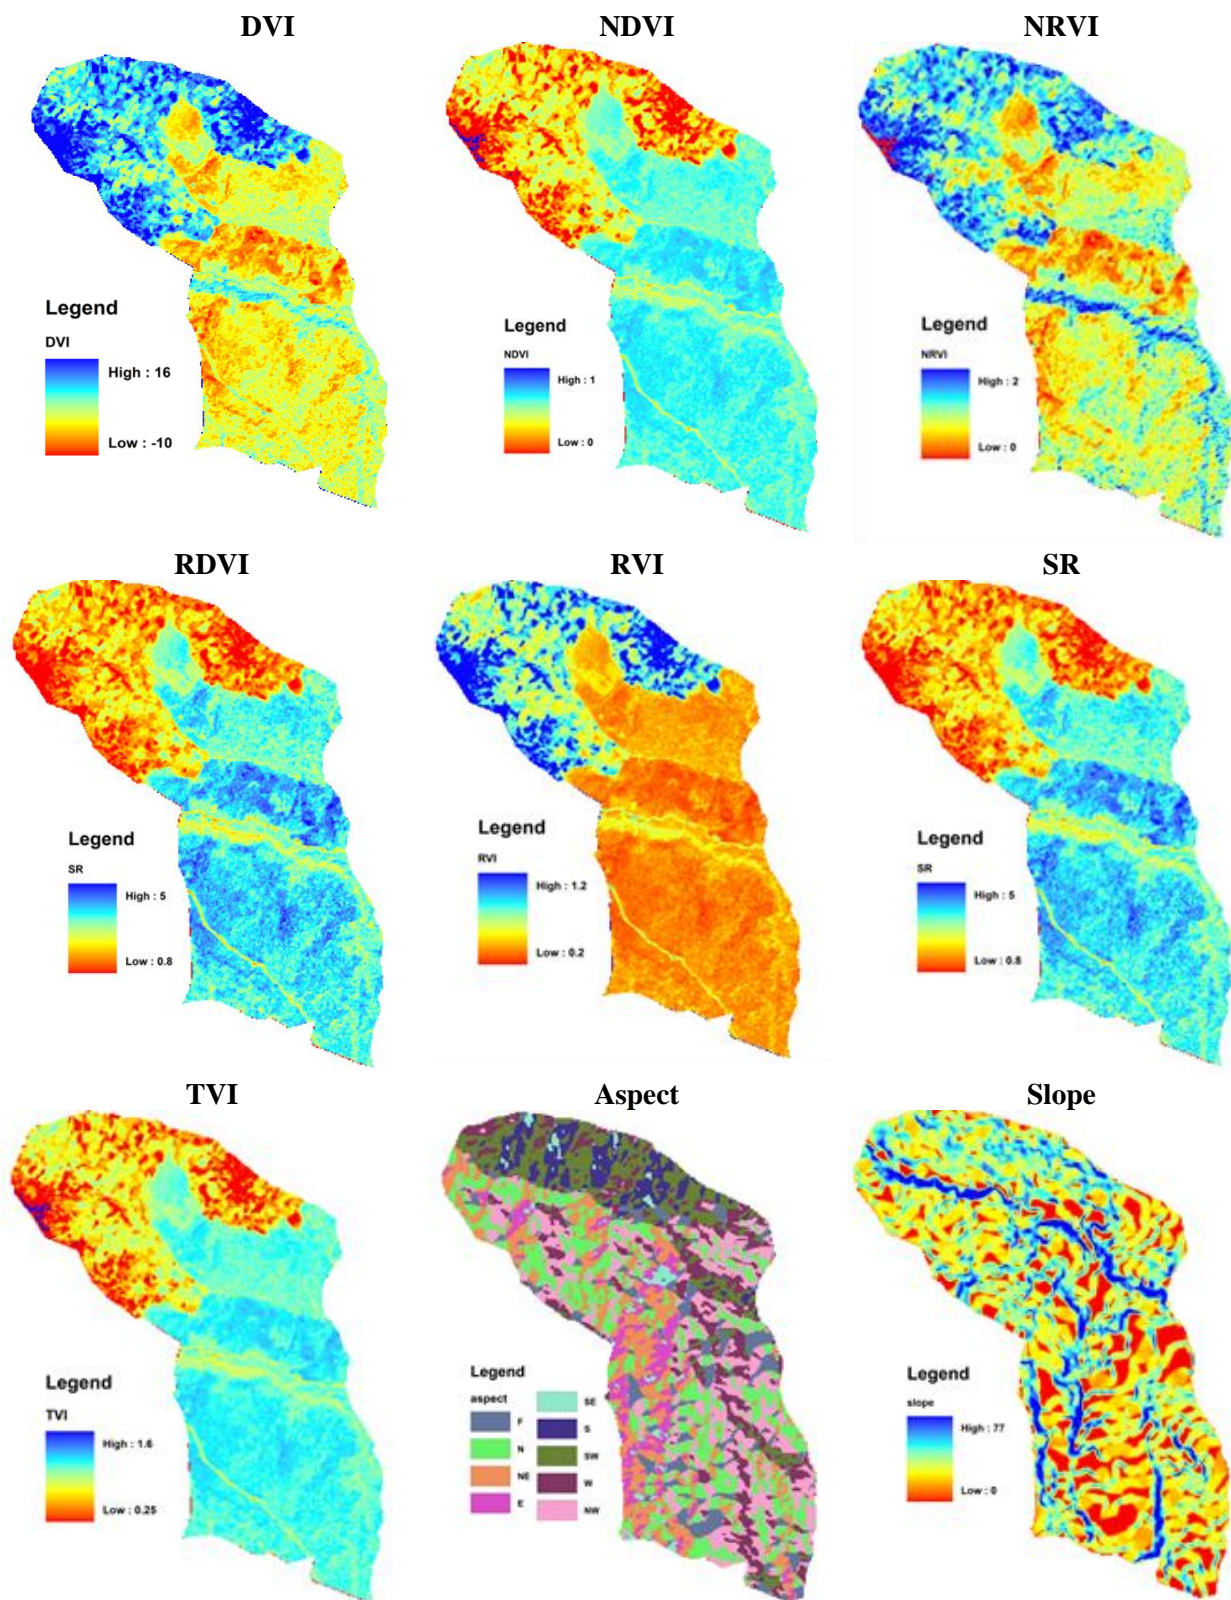 DVI NDVI NRVI
Legend
DVI
High : 16
Low : -10
Legend
NDVI
High : 1
Low : 0
Legend
NRVI
High : 2
Low : 0
RDVI RVI SR
Legend
SR
High : 5
Low : 0.8
Legend
RVI
High : 1.2
Low : 0.2
Legend
SR
High : 5
Low : 0.8
TVI Aspect Slope
Legend
TVI
High : 1.6
Low : 0.25
Legend
aspect
F
N
NE
E
SE
S
SW
W
NW
Legend
slope
High : 77
Low : 0